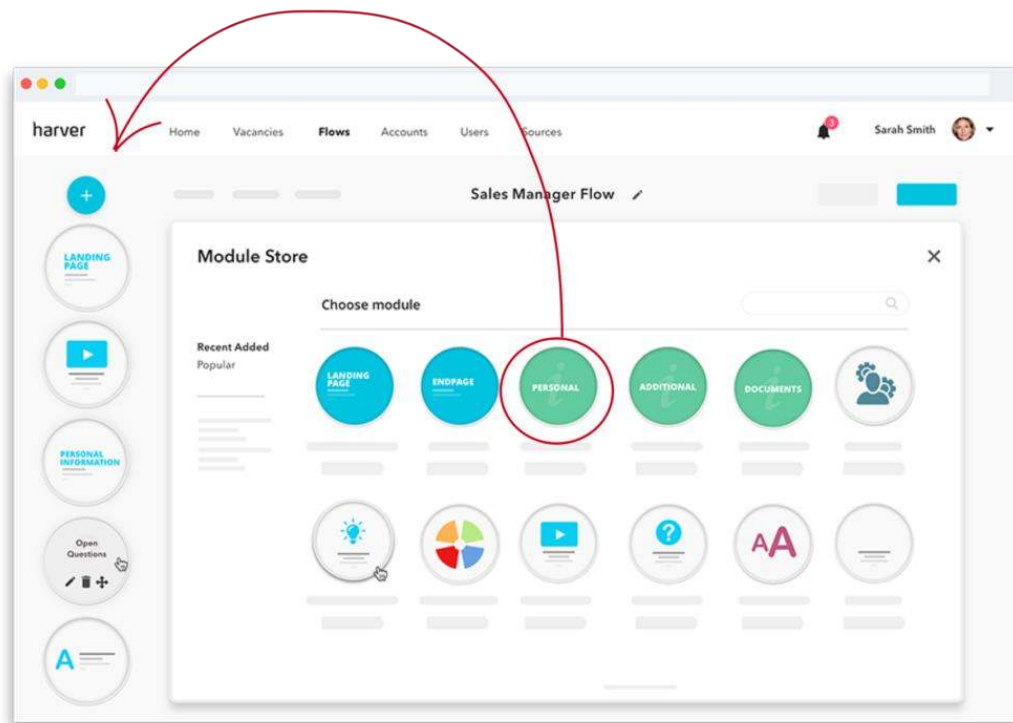 harver
Home Vacancies Flows Accounts Users Sources
3
Sarah Smith
+
Sales Manager Flow
LANDING
PAGE
Module Store
Choose module
Recent Added
Popular
LANDING
PAGE
ENDPAGE
i
PERSONAL
i
ADDITIONAL
i
DOCUMENTS
PERSONAL
INFORMATION
Open
Questions
?
AA
A